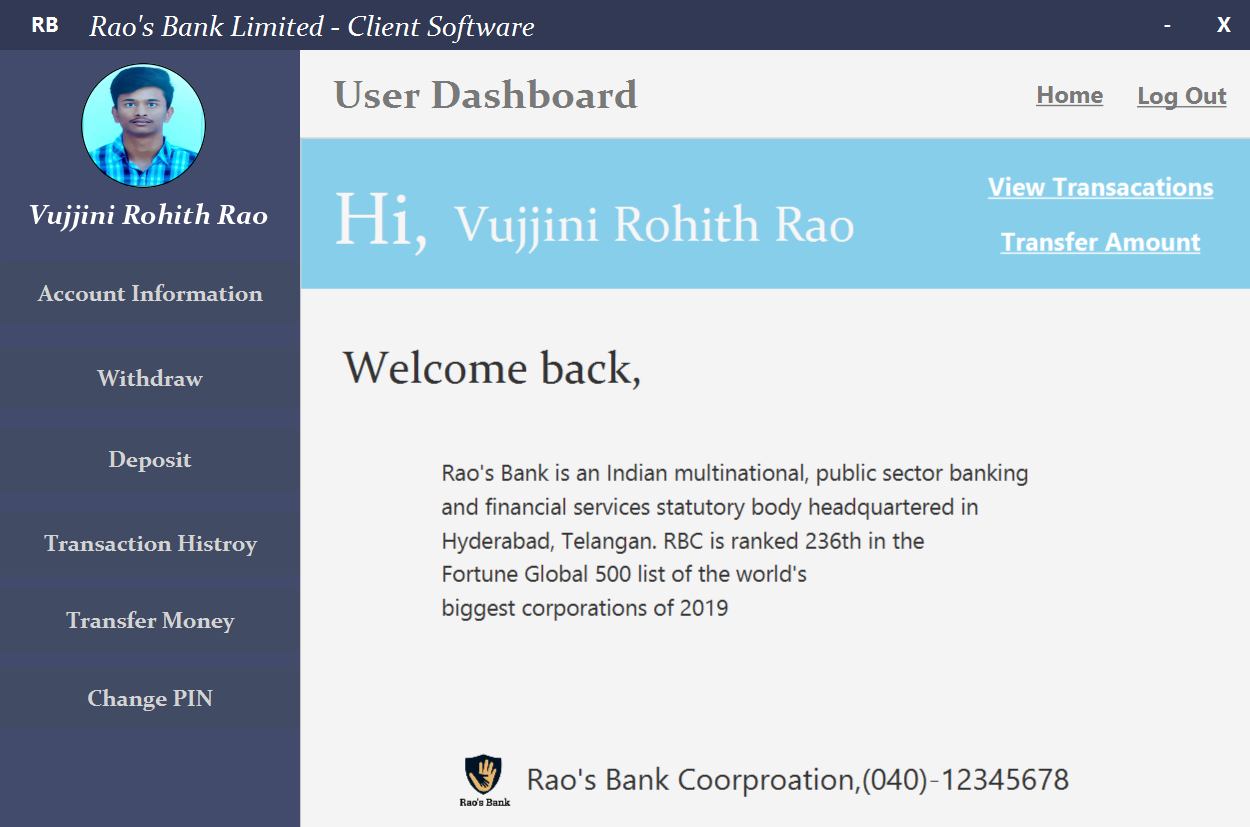 RB Rao's Bank Limited - Client Software - X
Vujjini Rohith Rao
Account Information
Withdraw
Deposit
Transaction Histroy
Transfer Money
Change PIN
User Dashboard
Home Log Out
Hi, Vujjini Rohith Rao
View Transacations
Transfer Amount
Welcome back,
Rao's Bank is an Indian multinational, public sector banking
and financial services statutory body headquartered in
Hyderabad, Telangan. RBC is ranked 236th in the
Fortune Global 500 list of the world's
biggest corporations of 2019
Rao's Bank
Rao's Bank Coorproation,(040)-12345678